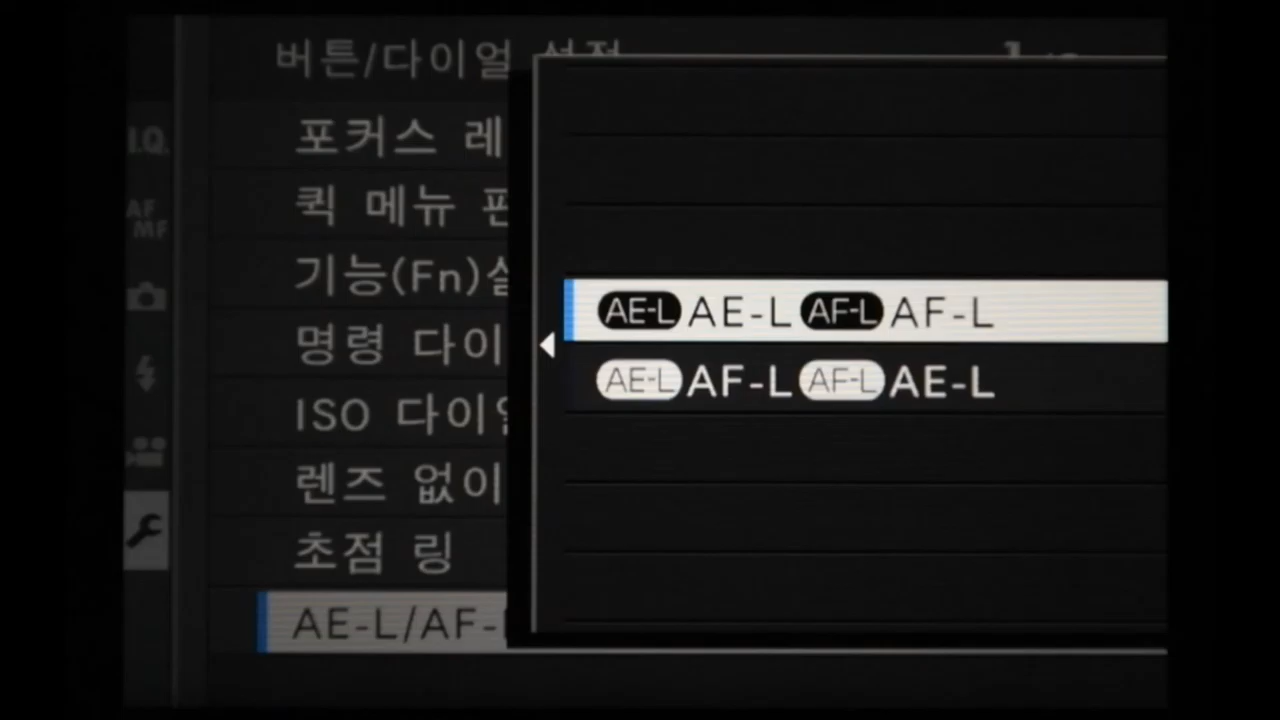 버튼/다이얼 설정
I.Q.
포커스 레
AF
MF
퀵 메뉴
기능(Fn)설
명령 다이
AE-L AE-L AF-L AF-L
AE-L AF-L AF-L AE-L
ISO 다이얼
렌즈 없이
초점 링
AE-L/AF-